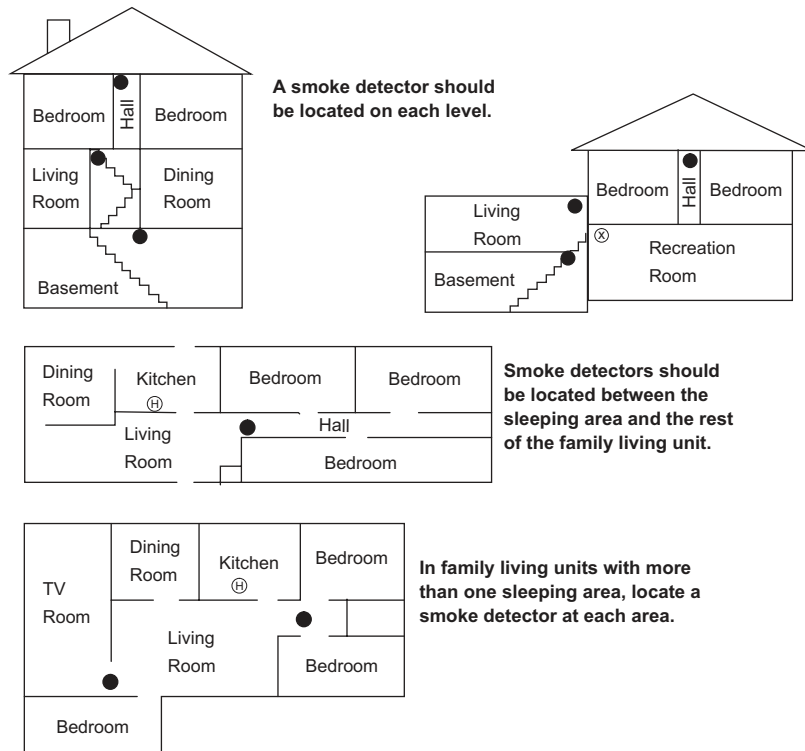 A smoke detector should
be located on each level.
Bedroom
Hall
Bedroom
Living
Room
Dining
Room
Basement
Bedroom
Hall
Bedroom
Living
Room
X
Recreation
Room
Basement
Dining
Room
Kitchen
H
Bedroom
Bedroom
Living
Room
Hall
Bedroom
Smoke detectors should
be located between the
sleeping area and the rest
of the family living unit.
TV
Room
Dining
Room
Kitchen
H
Bedroom
Living
Room
Bedroom
Bedroom
In family living units with more
than one sleeping area, locate a
smoke detector at each area.